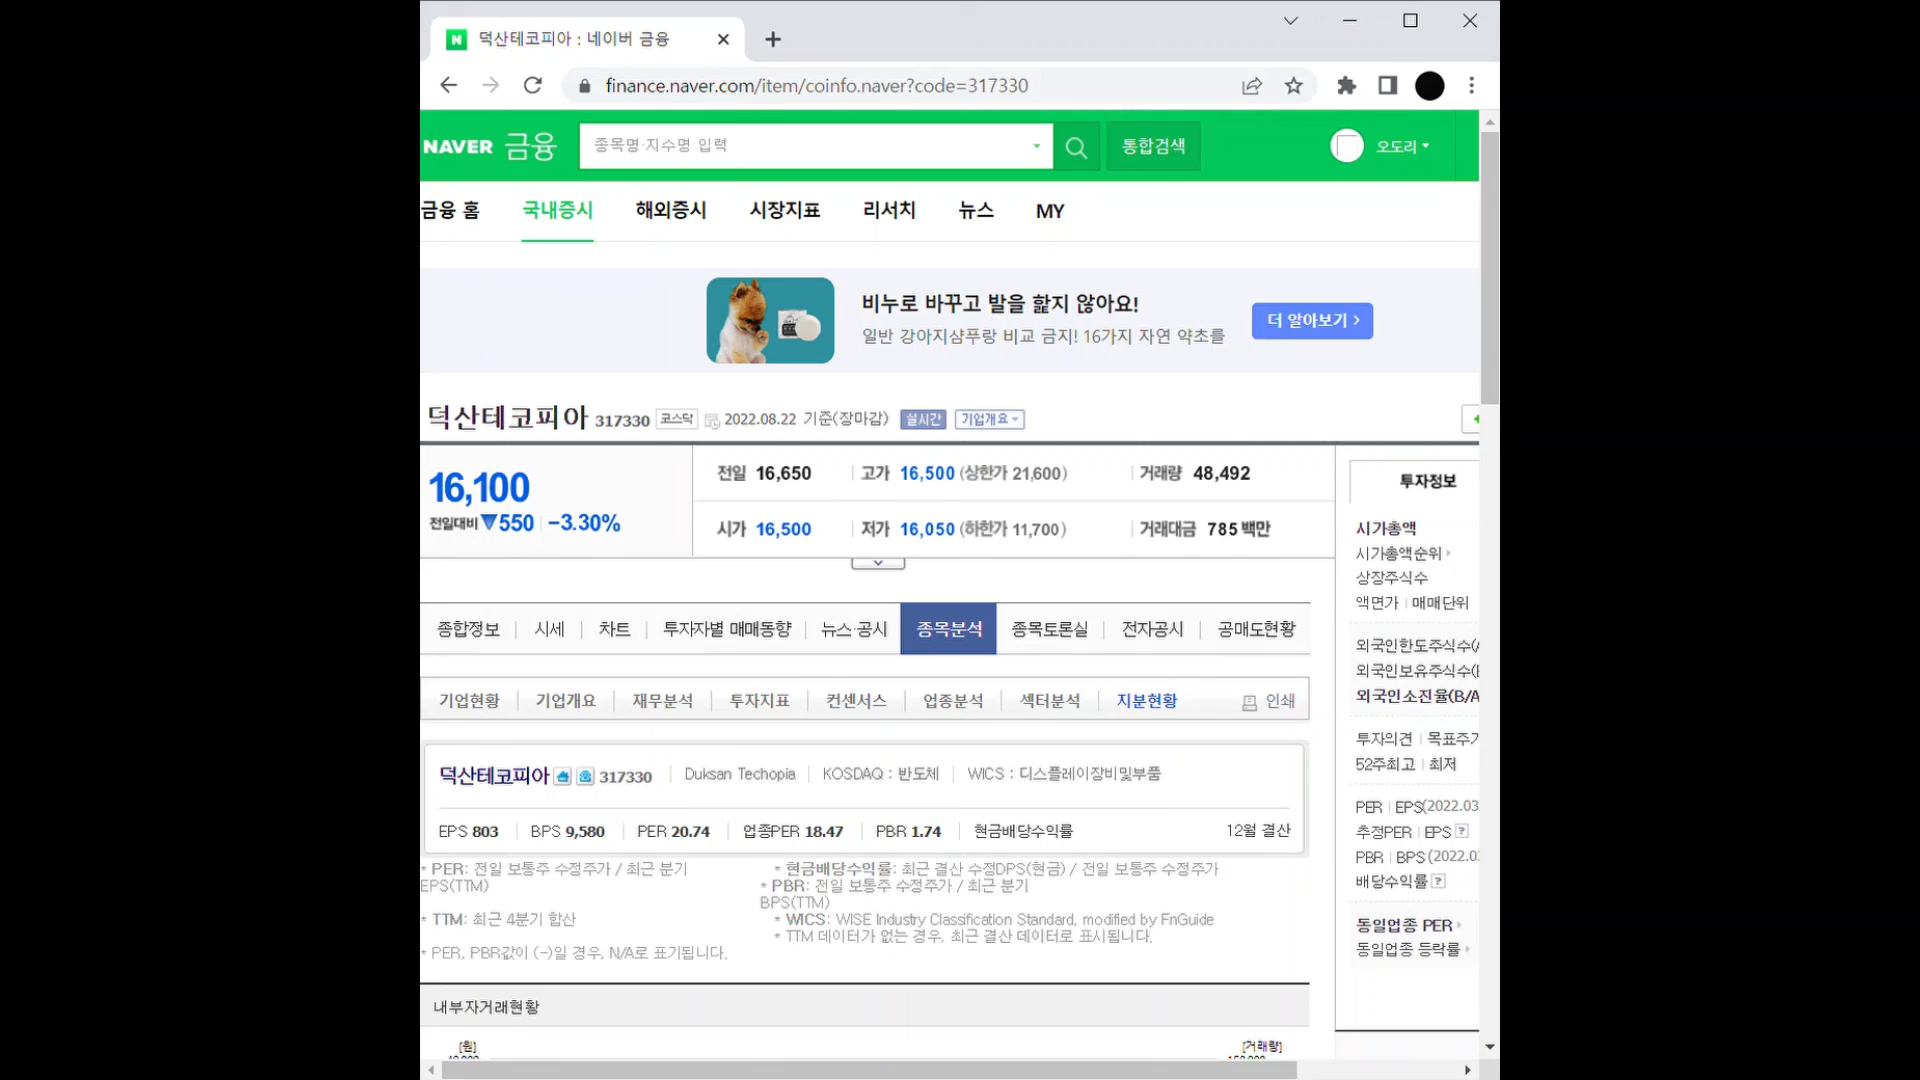 덕산테코피아 : 네이버 금융
finance.naver.com/item/coinfo.naver?code=317330
NAVER 금융 종목명·지수명 입력 통합검색 오도리
금융 홈 국내증시 해외증시 시장지표 리서치 뉴스 MY
비누로 바꾸고 발을 핥지 않아요!
일반 강아지샴푸랑 비교 금지! 16가지 자연 약초를
더 알아보기
덕산테코피아 317330 코스닥 2022.08.22 기준(장마감) 실시간 기업개요
16,100
전일대비 ▼550 -3.30%
전일 16,650 고가 16,500 (상한가 21,600) 거래량 48,492
시가 16,500 저가 16,050 (하한가 11,700) 거래대금 785 백만
종합정보 시세 차트 투자자별 매매동향 뉴스·공시 종목분석 종목토론실 전자공시 공매도현황
기업현황 기업개요 재무분석 투자지표 컨센서스 업종분석 섹터분석 지분현황 인쇄
덕산테코피아 317330 Duksan Techopia KOSDAQ : 반도체 WICS : 디스플레이장비및부품
EPS 803 BPS 9,580 PER 20.74 업종PER 18.47 PBR 1.74 현금배당수익률 12월 결산
* PER: 전일 보통주 수정주가 / 최근 분기
EPS(TTM)
* 현금배당수익률: 최근 결산 수정DPS(현금) / 전일 보통주 수정주가
* PBR: 전일 보통주 수정주가 / 최근 분기
BPS(TTM)
* TTM: 최근 4분기 합산
* WICS: WISE Industry Classification Standard, modified by FnGuide
* TTM 데이터가 없는 경우, 최근 결산 데이터로 표시됩니다.
* PER, PBR값이 (-)일 경우, N/A로 표기됩니다.
내부자거래현황
[원] [거래량]
투자정보
시가총액
시가총액순위
상장주식수
액면가 매매단위
외국인한도주식수(A
외국인보유주식수(B
외국인소진율(B/A
투자의견 목표주가
52주최고 최저
PER EPS(2022.03
추정PER EPS
PBR BPS(2022.0
배당수익률
동일업종 PER
동일업종 등락률